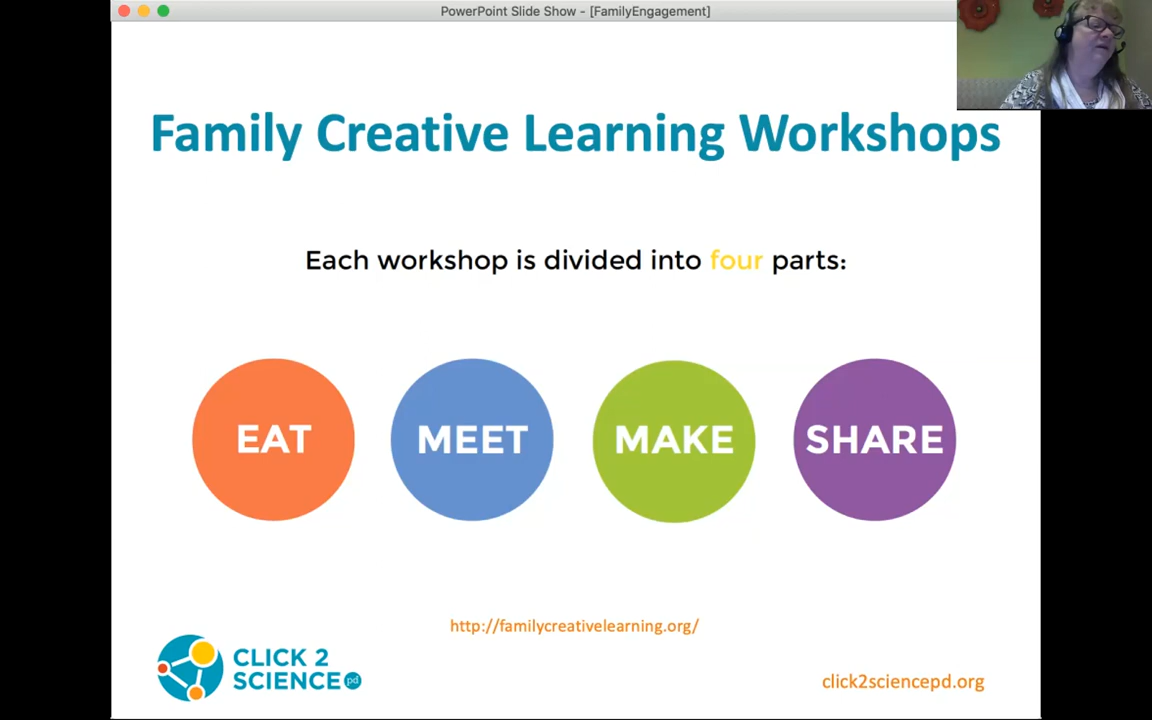 PowerPoint Slide Show - [FamilyEngagement]
Family Creative Learning Workshops
Each workshop is divided into four parts:
EAT
MEET
MAKE
SHARE
http://familycreativelearning.org/
CLICK 2
SCIENCE pd
click2sciencepd.org